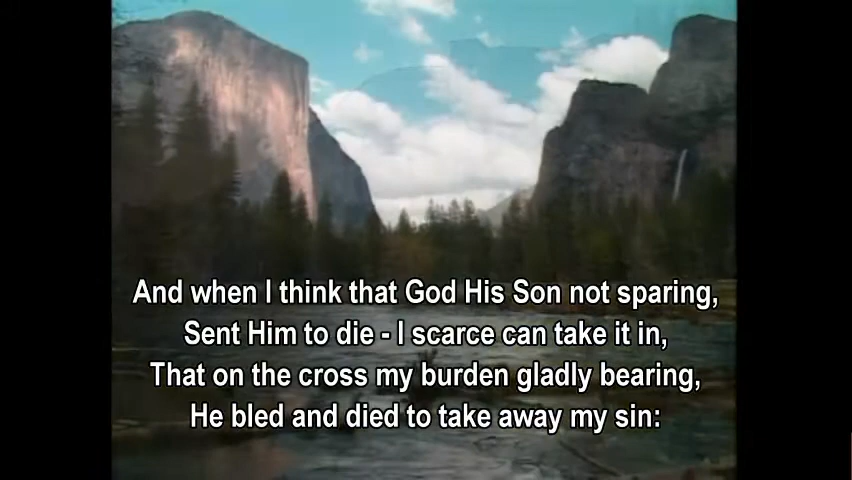 And when I think that God His Son not sparing,
Sent Him to die - I scarce can take it in,
That on the cross my burden gladly bearing,
He bled and died to take away my sin: